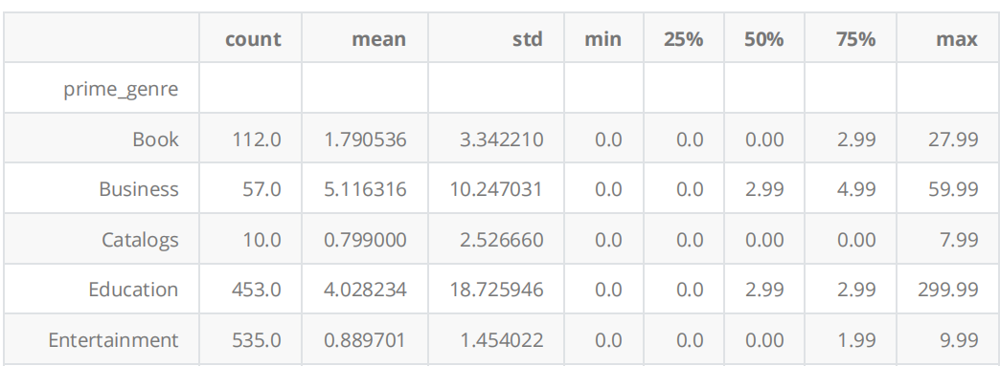 count mean std min 25% 50% 75% max
prime_genre
Book 112.0 1.790536 3.342210 0.0 0.0 0.00 2.99 27.99
Business 57.0 5.116316 10.247031 0.0 0.0 2.99 4.99 59.99
Catalogs 10.0 0.799000 2.526660 0.0 0.0 0.00 0.00 7.99
Education 453.0 4.028234 18.725946 0.0 0.0 2.99 2.99 299.99
Entertainment 535.0 0.889701 1.454022 0.0 0.0 0.00 1.99 9.99